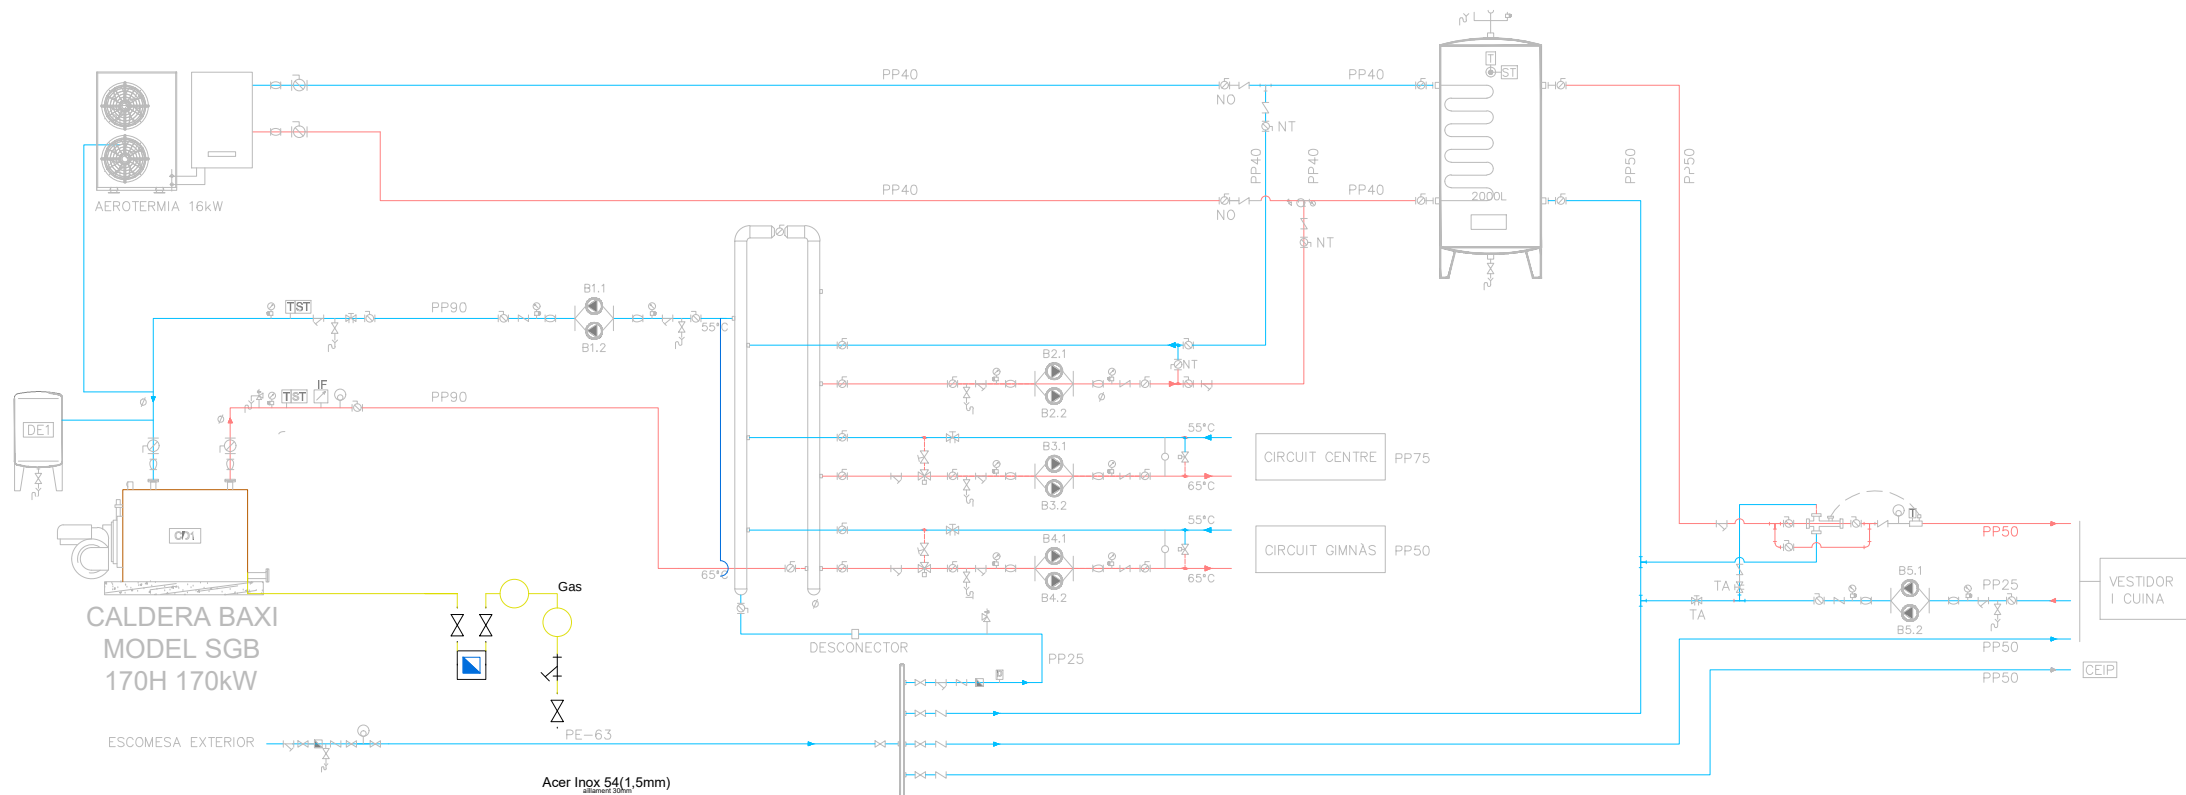 PP40
PP40
NO
NT
PP40
PP40
PP50
PP50
T
ST
2000L
AEROTERMIA 16kW
PP40
PP40
NO
NT
B1.1
B1.2
T ST
PP90
55°C
B2.1
B2.2
NT
IF
T ST
PP90
DE1
55°C
B3.1
B3.2
65°C
CIRCUIT CENTRE
PP75
55°C
B4.1
B4.2
65°C
CIRCUIT GIMNÀS
PP50
65°C
CALDERA BAXI
MODEL SGB
170H 170kW
Gas
DESCONECTOR
PP25
PP50
TA
TA
B5.1
B5.2
PP25
VESTIDOR
I CUINA
PP50
PP50
CEIP
ESCOMESA EXTERIOR
PE-63
Acer Inox 54(1,5mm)
aïllament 30mm